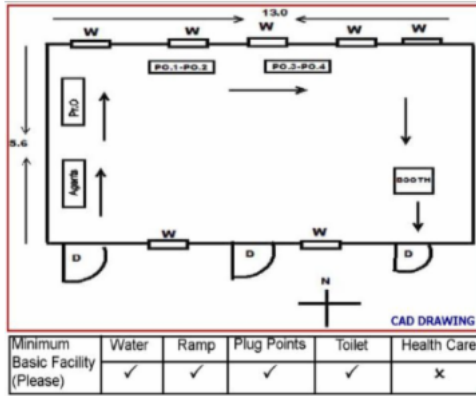 13.0
W W W W W
PO.1-PO.2 PO.3-PO.4
Pr.O
5.6
Agents
BOOTH
W W
D D D
N
CAD DRAWING
Minimum Basic Facility (Please) Water Ramp Plug Points Toilet Health Care
✓ ✓ ✓ ✓ x